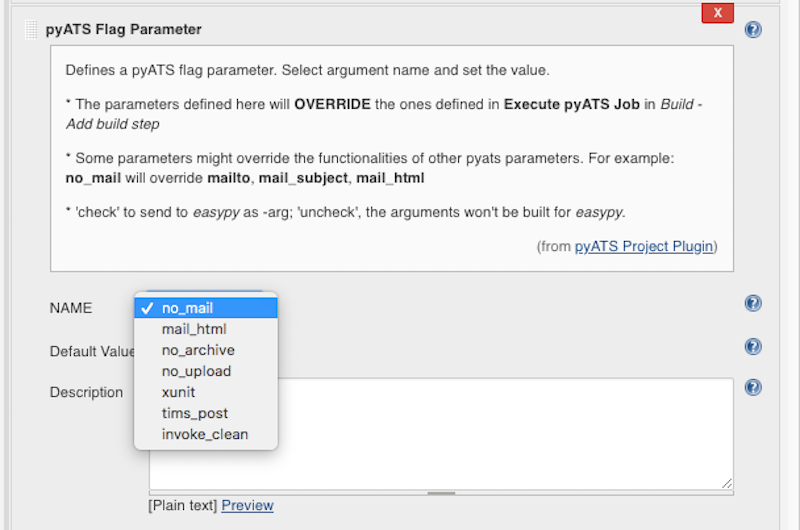 X
pyATS Flag Parameter
Defines a pyATS flag parameter. Select argument name and set the value.
* The parameters defined here will OVERRIDE the ones defined in Execute pyATS Job in Build -
Add build step
* Some parameters might override the functionalities of other pyats parameters. For example:
no_mail will override mailto, mail_subject, mail_html
* 'check' to send to easypy as -arg; 'uncheck', the arguments won't be built for easypy.
(from pyATS Project Plugin)
NAME
✓ no_mail
mail_html
no_archive
no_upload
xunit
tims_post
invoke_clean
Default Value
Description
[Plain text] Preview